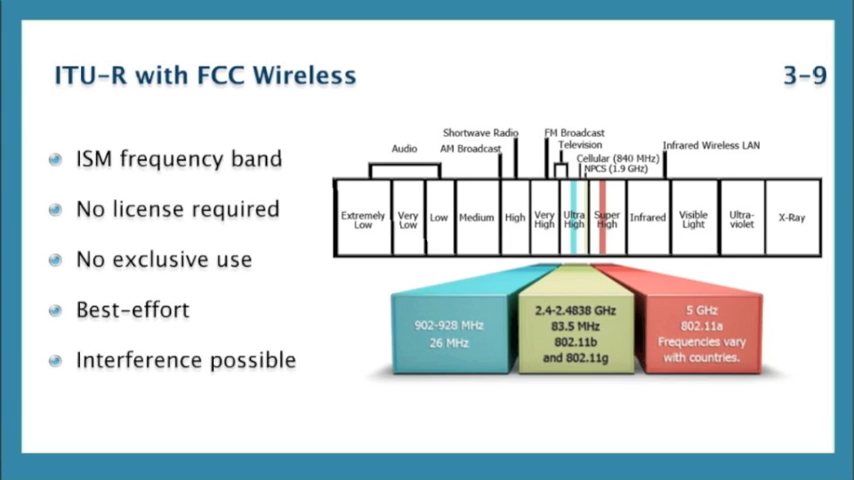 ITU-R with FCC Wireless
3-9
ISM frequency band
No license required
No exclusive use
Best-effort
Interference possible
Shortwave Radio
FM Broadcast
Audio
AM Broadcast
Television
Infrared Wireless LAN
Cellular (840 MHz)
NPCS (1.9 GHz)
Extremely
Low
Very
Low
Low
Medium
High
Very
High
Ultra
High
Super
High
Infrared
Visible
Light
Ultra-
violet
X-Ray
902-928 MHz
26 MHz
2.4-2.4838 GHz
83.5 MHz
802.11b
and 802.11g
5 GHz
802.11a
Frequencies vary
with countries.